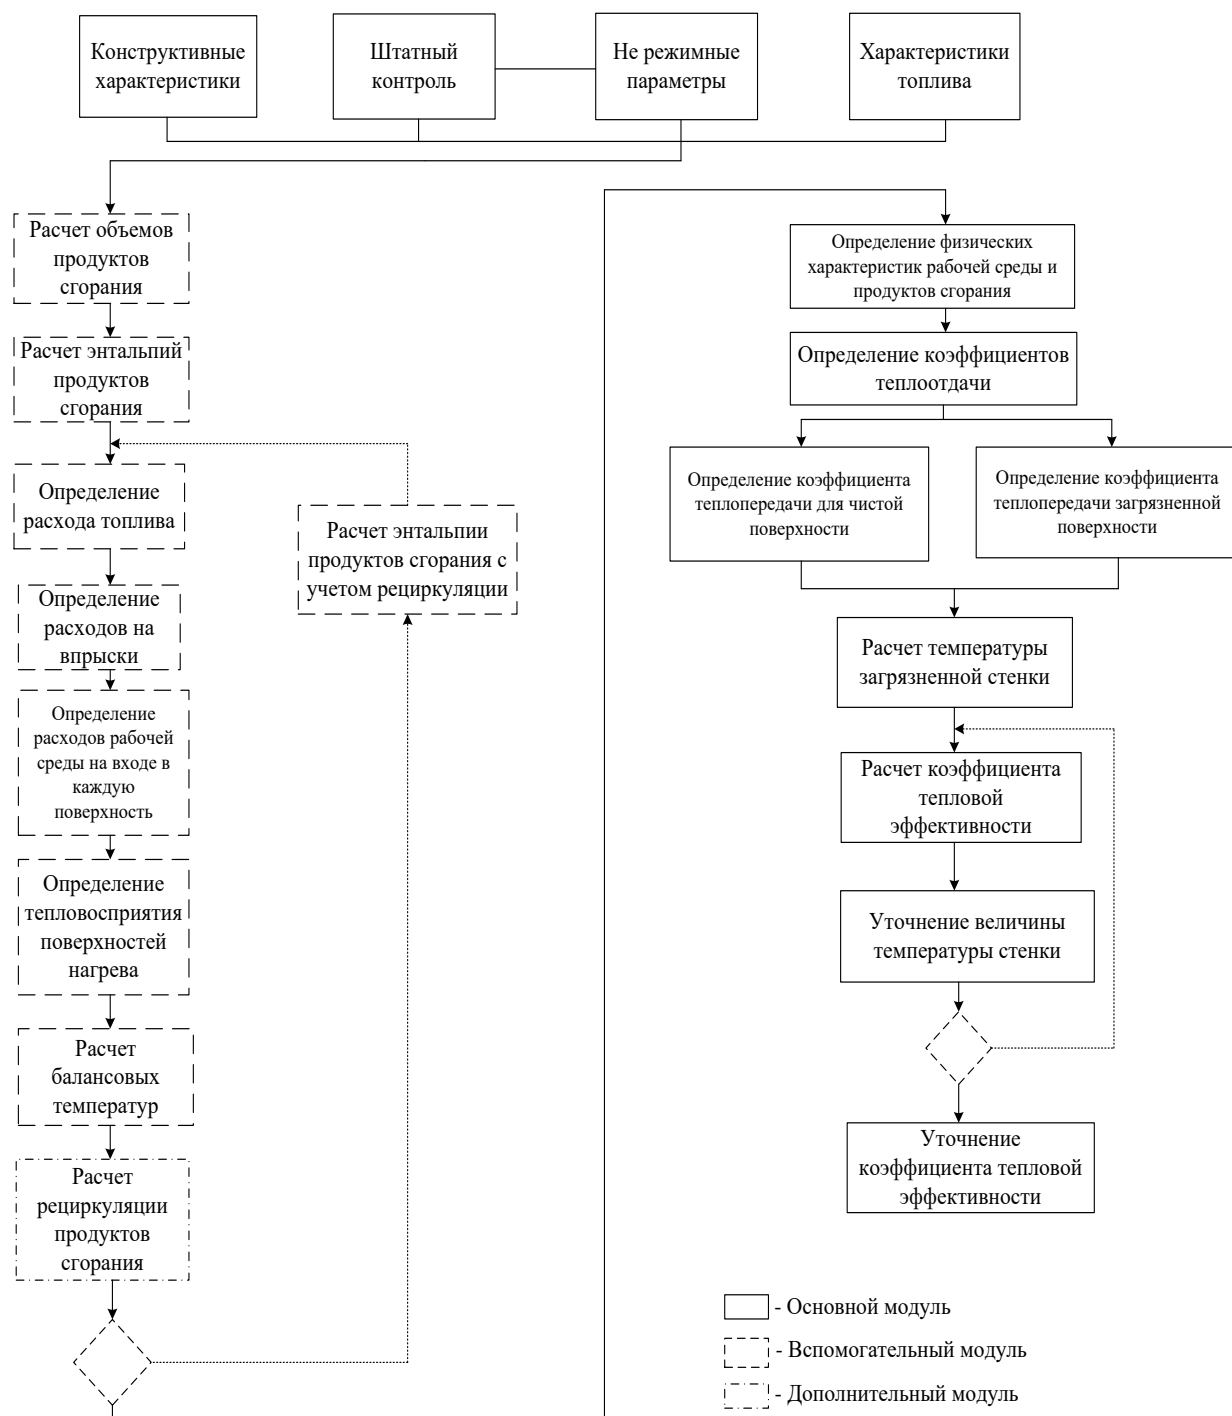 Конструктивные
характеристики
Штатный
контроль
Не режимные
параметры
Характеристики
топлива
Расчет объемов
продуктов
сгорания
Расчет энтальпий
продуктов
сгорания
Определение
расхода топлива
Расчет энтальпии
продуктов сгорания с
учетом рециркуляции
Определение
расходов на
впрыски
Определение
расходов рабочей
среды на входе в
каждую
поверхность
Определение
тепловосприятия
поверхностей
нагрева
Расчет
балансовых
температур
Расчет
рециркуляции
продуктов
сгорания
Определение физических
характеристик рабочей среды и
продуктов сгорания
Определение коэффициентов
теплоотдачи
Определение коэффициента
теплопередачи для чистой
поверхности
Определение коэффициента
теплопередачи загрязненной
поверхности
Расчет температуры
загрязненной стенки
Расчет коэффициента
тепловой
эффективности
Уточнение величины
температуры стенки
Уточнение
коэффициента тепловой
эффективности
- Основной модуль
- Вспомогательный модуль
- Дополнительный модуль